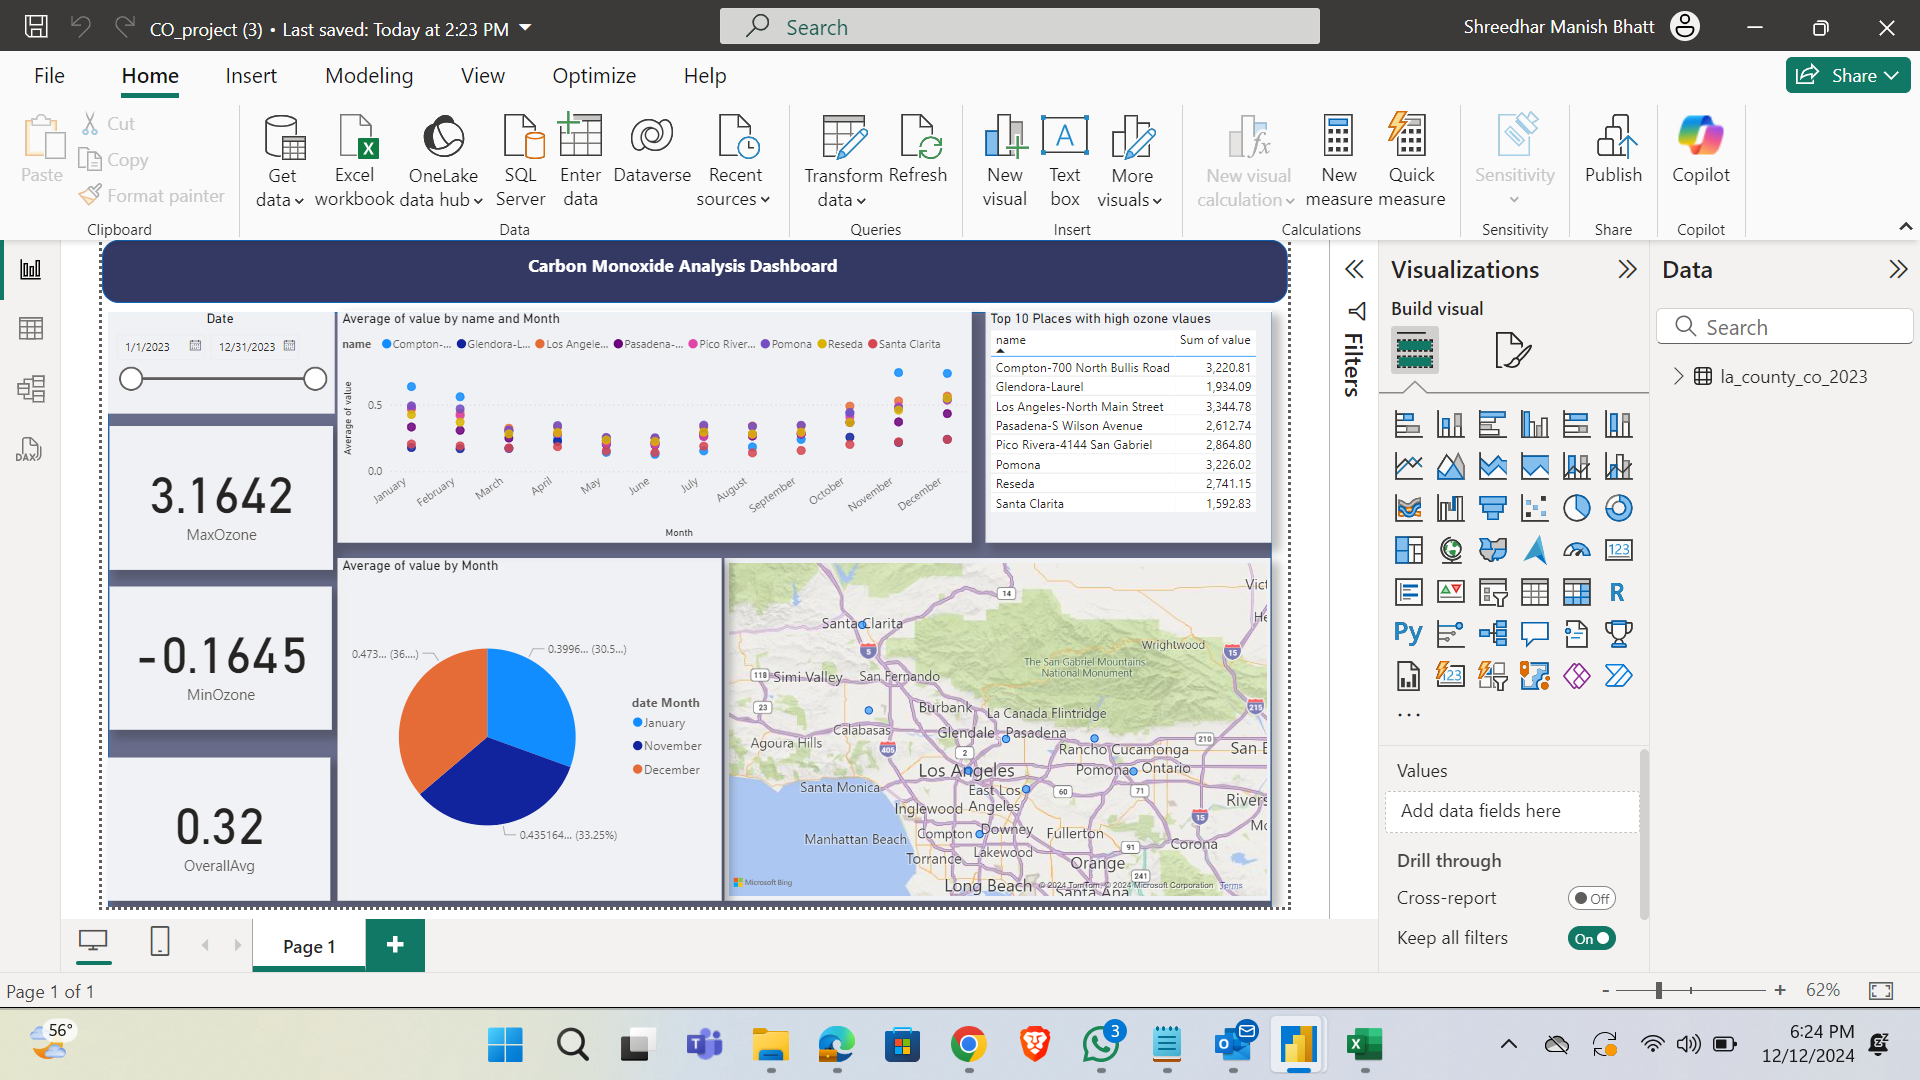 CO_project (3) • Last saved: Today at 2:23 PM
Search
Shreedhar Manish Bhatt
File
Home
Insert
Modeling
View
Optimize
Help
Share
Paste
Cut
Copy
Format painter
Clipboard
Get data
Excel workbook
OneLake data hub
SQL Server
Enter data
Dataverse
Recent sources
Data
Transform data
Refresh
Queries
New visual
Text box
More visuals
Insert
New visual calculation
New measure
Quick measure
Calculations
Sensitivity
Sensitivity
Publish
Share
Copilot
Copilot
Carbon Monoxide Analysis Dashboard
Date
1/1/2023
12/31/2023
3.1642
MaxOzone
-0.1645
MinOzone
0.32
OverallAvg
Average of value by name and Month
name Compton-... Glendora-L... Los Angele... Pasadena-... Pico River... Pomona Reseda Santa Clarita
Average of value
0.5
0.0
January February March April May June July August September October November December
Month
Top 10 Places with high ozone vlaues
name Sum of value
Compton-700 North Bullis Road 3,220.81
Glendora-Laurel 1,934.09
Los Angeles-North Main Street 3,344.78
Pasadena-S Wilson Avenue 2,612.74
Pico Rivera-4144 San Gabriel 2,864.80
Pomona 3,226.02
Reseda 2,741.15
Santa Clarita 1,592.83
Average of value by Month
0.473... (36....)
0.3996... (30.5...)
0.435164... (33.25%)
date Month
January
November
December
Vict
14
He
Santa Clarita
Wrightwood
5
15
The San Gabriel Mountains
National Monument
118
Simi Valley
San Fernando
23
Burbank
La Canada Flintridge
215
Calabasas
Glendale
Pasadena
210
Agoura Hills
405
2
Rancho Cucamonga
San B
Los Angeles
Pomona
Ontario
Santa Monica
East Los Angeles
60
71
Rivers
Inglewood
15
Manhattan Beach
Compton
Downey
Fullerton
Mo
Torrance
Lakewood
91
Corona
Orange
241
Long Beach
Santa Ana
Microsoft Bing
© 2024 TomTom, © 2024 Microsoft Corporation Terms
Filters
Visualizations
Build visual
123
R
Py
123
...
Values
Add data fields here
Drill through
Cross-report
Off
Keep all filters
On
Data
Search
la_county_co_2023
DAX
Page 1
+
Page 1 of 1
- + 62%
56°
T
3
O
X
6:24 PM
12/12/2024